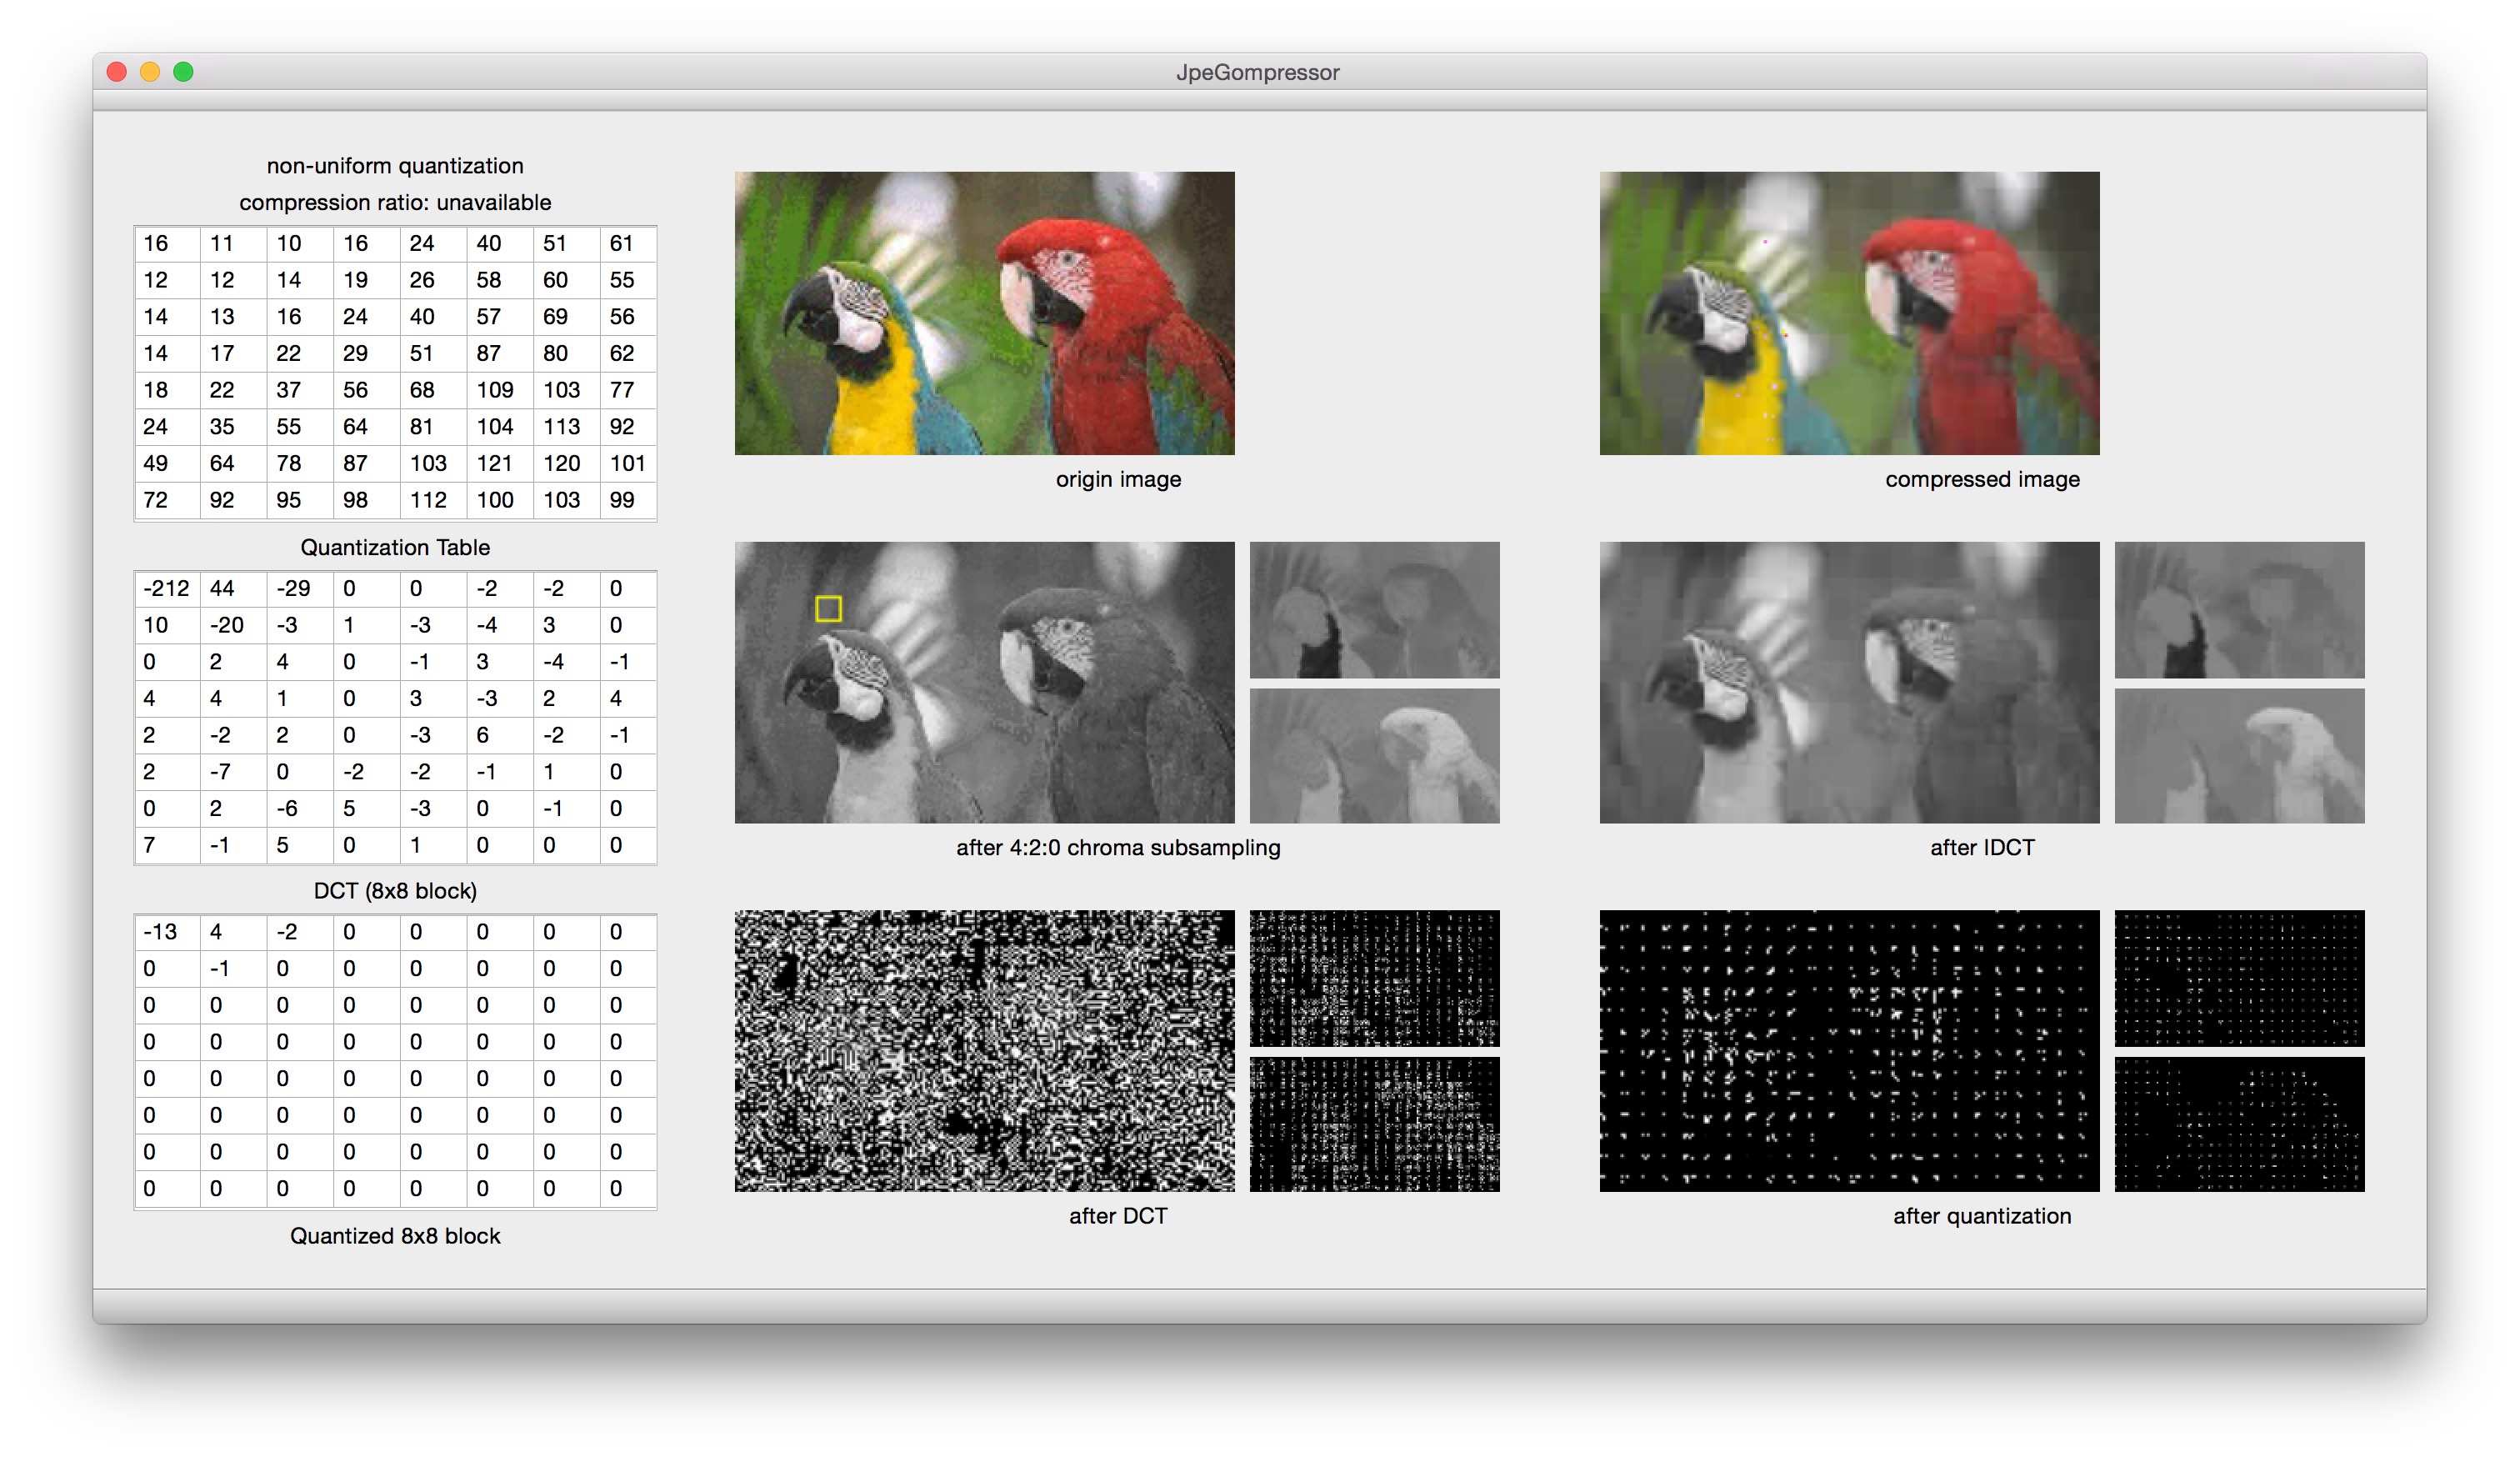 JpeGompressor
non-uniform quantization
compression ratio: unavailable
16 11 10 16 24 40 51 61
12 12 14 19 26 58 60 55
14 13 16 24 40 57 69 56
14 17 22 29 51 87 80 62
18 22 37 56 68 109 103 77
24 35 55 64 81 104 113 92
49 64 78 87 103 121 120 101
72 92 95 98 112 100 103 99
Quantization Table
-212 44 -29 0 0 -2 -2 0
10 -20 -3 1 -3 -4 3 0
0 2 4 0 -1 3 -4 -1
4 4 1 0 3 -3 2 4
2 -2 2 0 -3 6 -2 -1
2 -7 0 -2 -2 -1 1 0
0 2 -6 5 -3 0 -1 0
7 -1 5 0 1 0 0 0
DCT (8x8 block)
-13 4 -2 0 0 0 0 0
0 -1 0 0 0 0 0 0
0 0 0 0 0 0 0 0
0 0 0 0 0 0 0 0
0 0 0 0 0 0 0 0
0 0 0 0 0 0 0 0
0 0 0 0 0 0 0 0
0 0 0 0 0 0 0 0
Quantized 8x8 block
origin image
compressed image
after 4:2:0 chroma subsampling
after IDCT
after DCT
after quantization